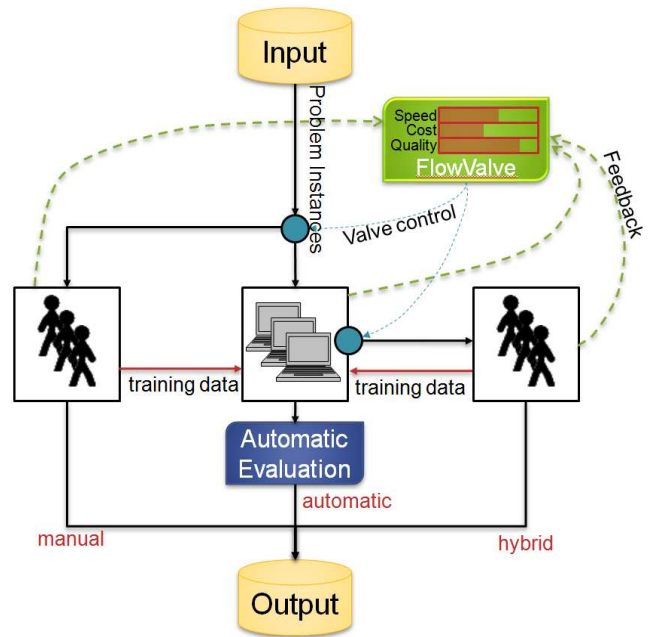 Input
Problem Instances
Speed
Cost
Quality
FlowValve
Feedback
Valve control
training data
training data
Automatic
Evaluation
automatic
manual
hybrid
Output